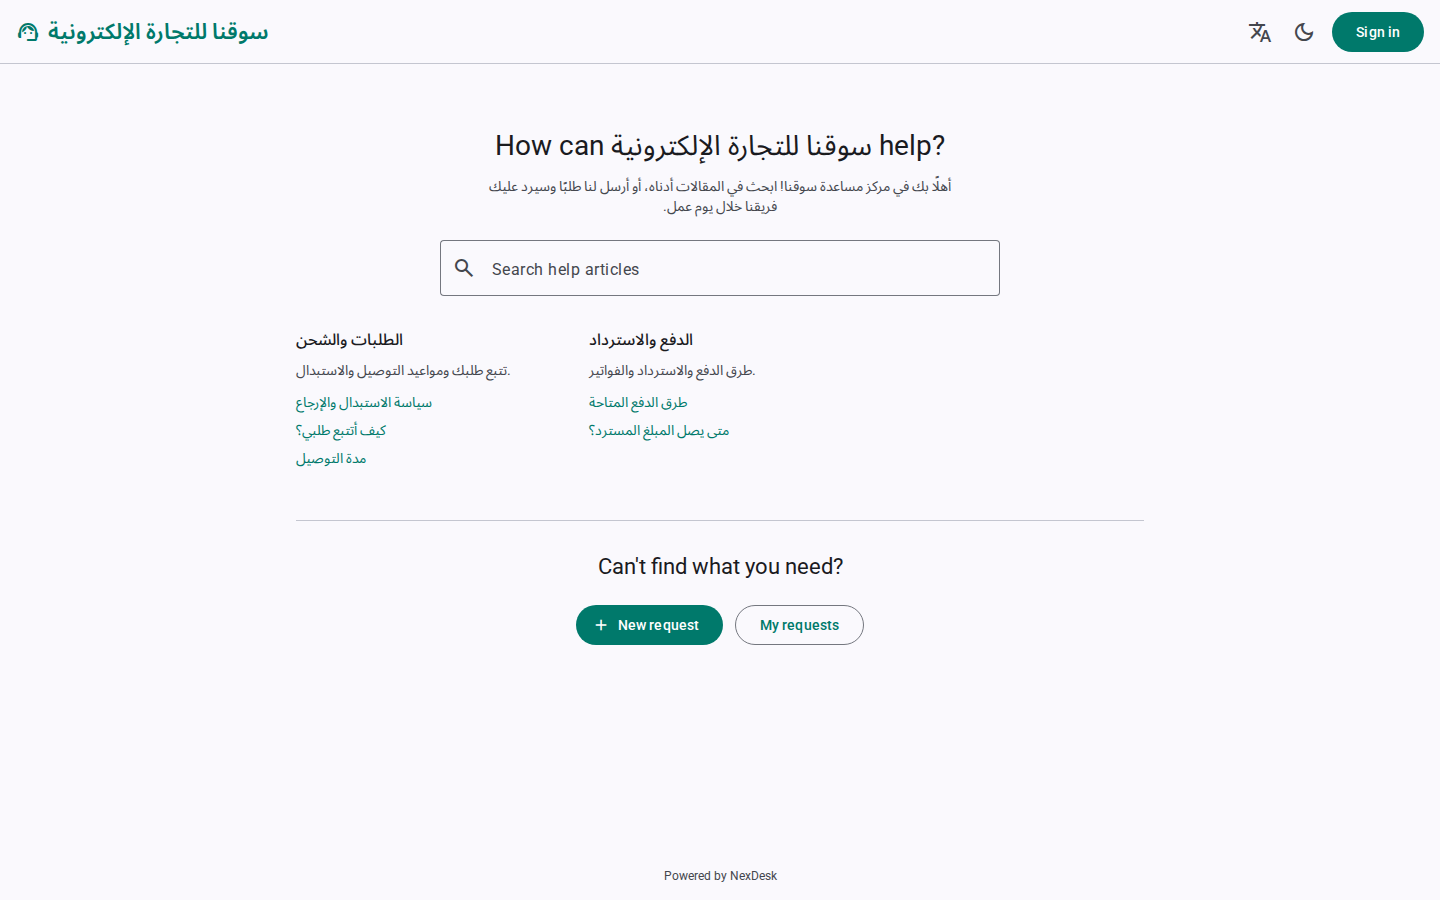 سوقنا للتجارة الإلكترونية
Sign in
How can سوقنا للتجارة الإلكترونية help?
أهلًا بك في مركز مساعدة سوقنا! ابحث في المقالات أدناه، أو أرسل لنا طلبًا وسيرد عليك
فريقنا خلال يوم عمل.
Search help articles
الطلبات والشحن
تتبع طلبك ومواعيد التوصيل والاستبدال.
سياسة الاستبدال والإرجاع
كيف أتتبع طلبي؟
مدة التوصيل
الدفع والاسترداد
طرق الدفع والاسترداد والفواتير.
طرق الدفع المتاحة
متى يصل المبلغ المسترد؟
Can't find what you need?
New request
My requests
Powered by NexDesk